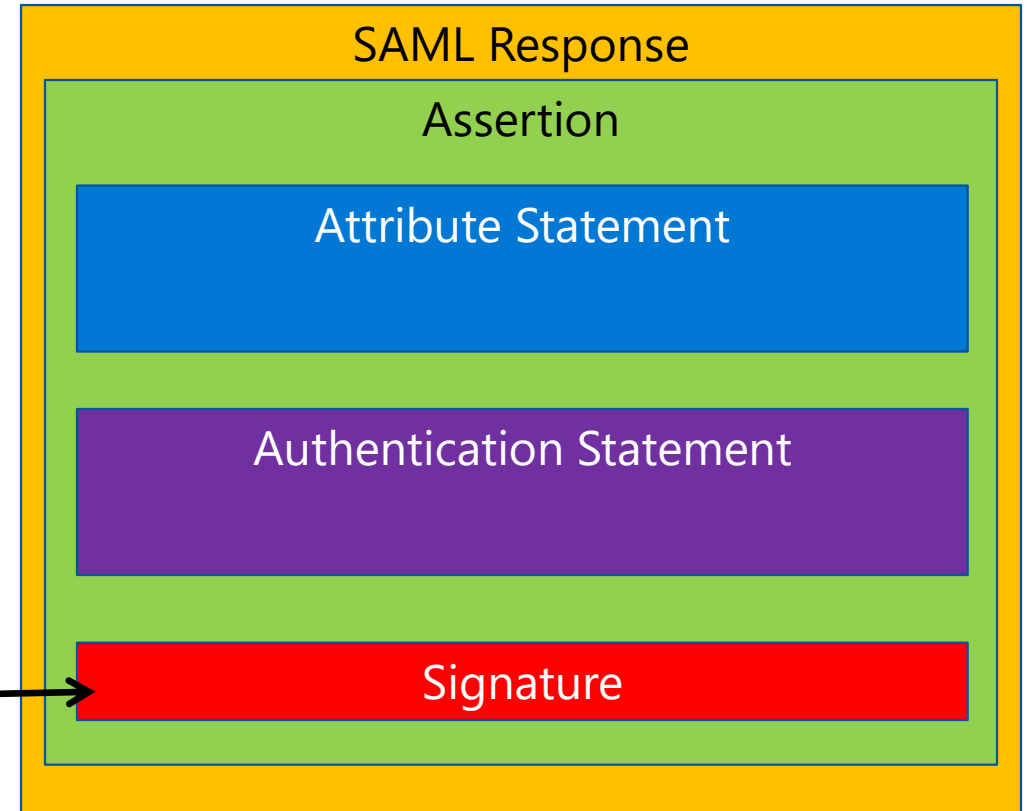 SAML Response
Assertion
Attribute Statement
Authentication Statement
Signature